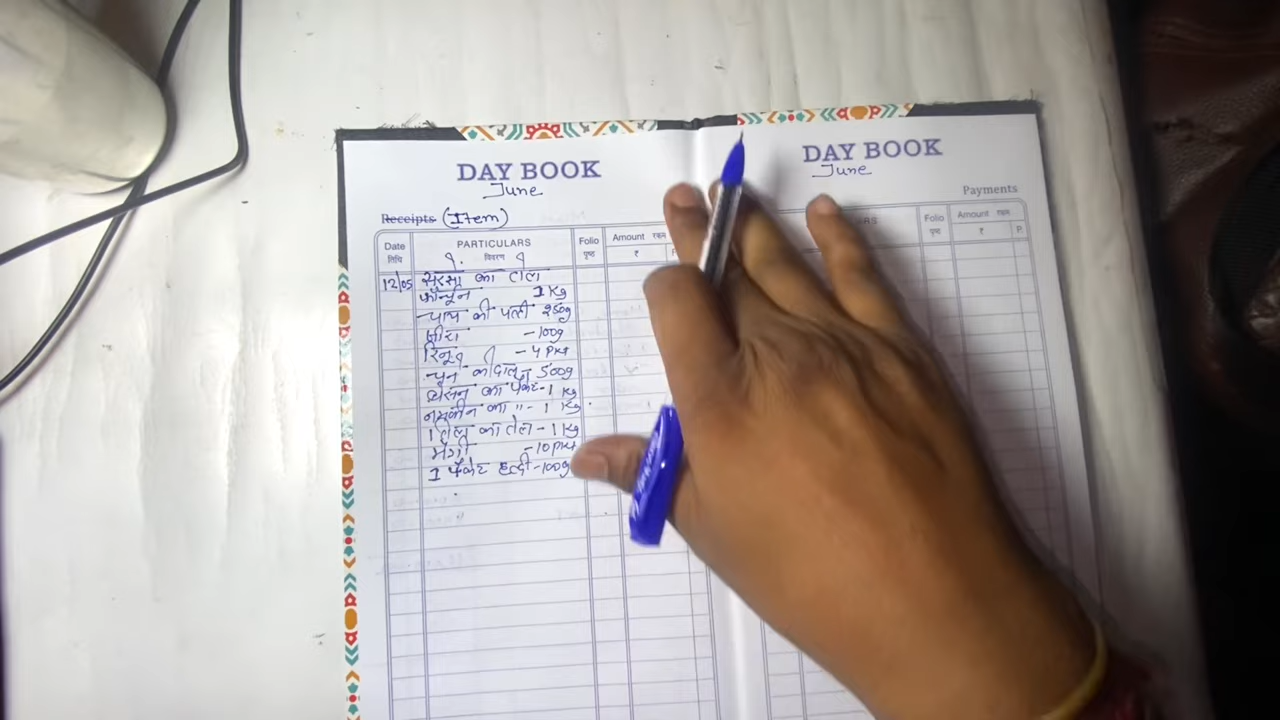 DAY BOOK
June
Receipts (Item)
Date तिथि PARTICULARS विवरण Folio पृष्ठ Amount रकम ₹
12/05 सरसो का तेल
1 Kg
चाय की पत्ती 250g
जीरा - 100g
- 4 Pkt
500g
बेसन का पैकेट - 1 Kg
नमकीन का " - 1 Kg
का तेल - 1 Kg
मैगी - 10 Pkt
1 पैकेट हल्दी - 100g
DAY BOOK
June
Payments
Folio पृष्ठ Amount रकम ₹ P.